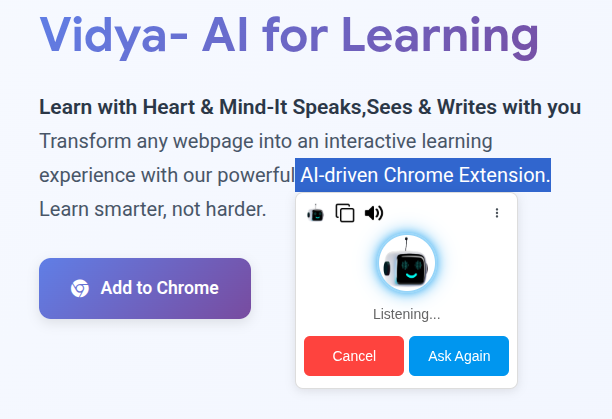 Vidya- AI for Learning
Learn with Heart & Mind-It Speaks,Sees & Writes with you
Transform any webpage into an interactive learning
experience with our powerful AI-driven Chrome Extension.
Learn smarter, not harder.
Add to Chrome
Listening...
Cancel
Ask Again